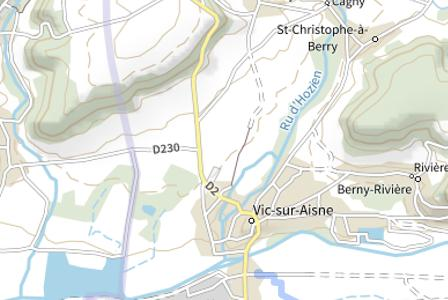 Cagny
St-Christophe-à-
Berry
Ru d'Hozien
D230
Rivière
D2
Berny-Rivière
Vic-sur-Aisne